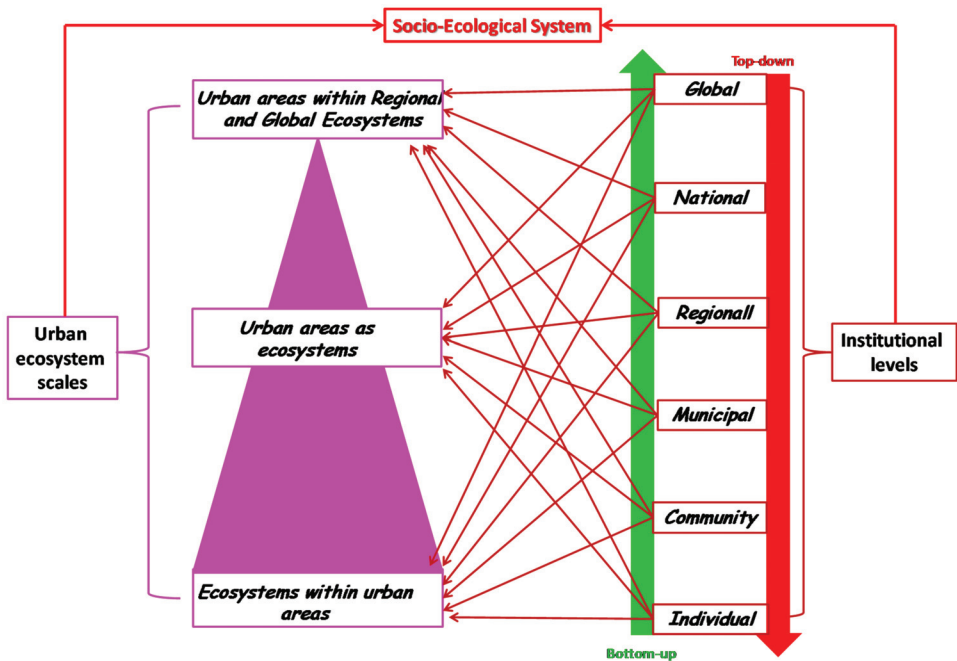 Socio-Ecological System
Top-down
Urban areas within Regional
and Global Ecosystems
Global
National
Urban areas as
ecosystems
Regionall
Urban
ecosystem
scales
Institutional
levels
Municipal
Community
Ecosystems within urban
areas
Individual
Bottom-up